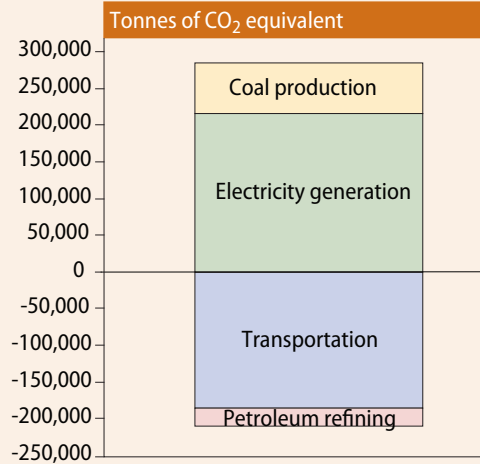 Tonnes of CO₂ equivalent
300,000
250,000
Coal production
200,000
150,000
100,000
Electricity generation
50,000
0
-50,000
-100,000
Transportation
-150,000
-200,000
Petroleum refining
-250,000